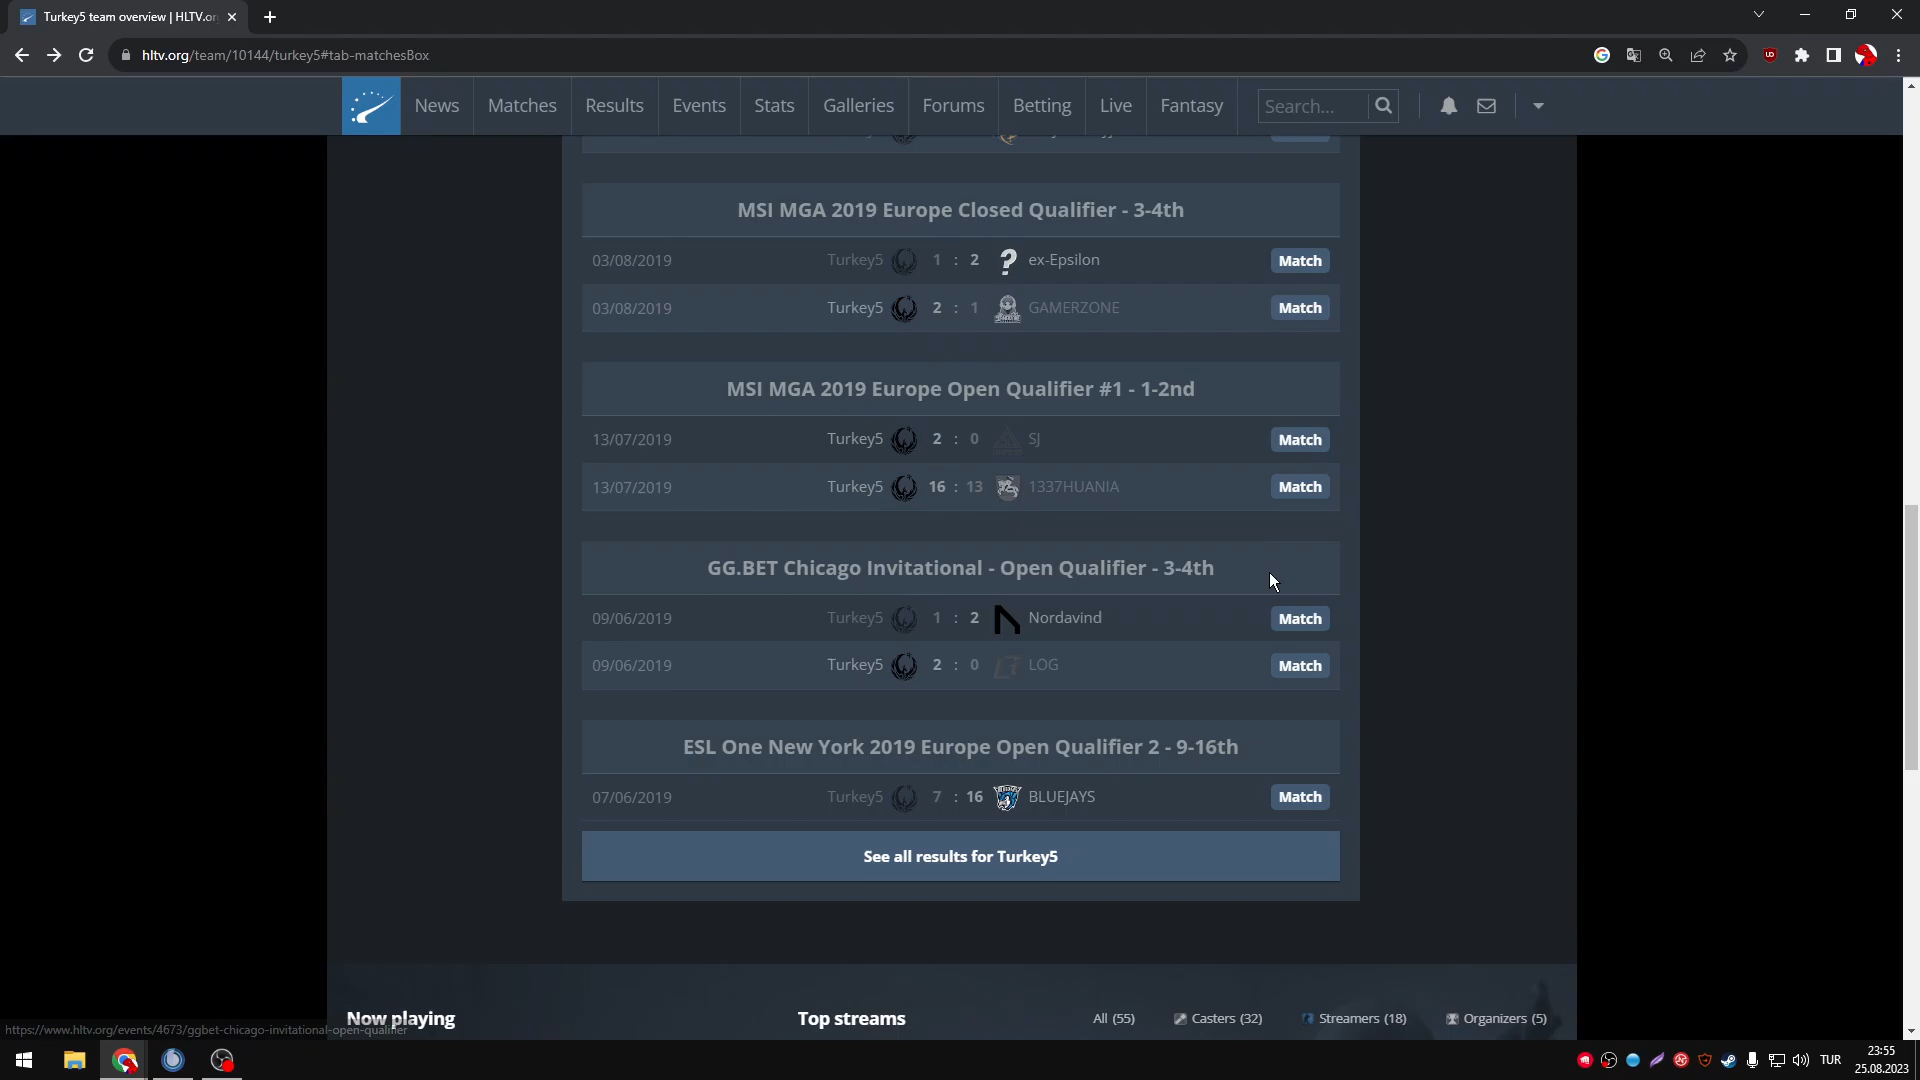 Turkey5 team overview | HLTV.or
hltv.org/team/10144/turkey5#tab-matchesBox
News Matches Results Events Stats Galleries Forums Betting Live Fantasy Search...
MSI MGA 2019 Europe Closed Qualifier - 3-4th
03/08/2019 Turkey5 1 : 2 ex-Epsilon Match
03/08/2019 Turkey5 2 : 1 GAMERZONE Match
MSI MGA 2019 Europe Open Qualifier #1 - 1-2nd
13/07/2019 Turkey5 2 : 0 SJ Match
13/07/2019 Turkey5 16 : 13 1337HUANIA Match
GG.BET Chicago Invitational - Open Qualifier - 3-4th
09/06/2019 Turkey5 1 : 2 Nordavind Match
09/06/2019 Turkey5 2 : 0 LOG Match
ESL One New York 2019 Europe Open Qualifier 2 - 9-16th
07/06/2019 Turkey5 7 : 16 BLUEJAYS Match
See all results for Turkey5
Now playing Top streams All (55) Casters (32) Streamers (18) Organizers (5)
https://www.hltv.org/events/4673/ggbet-chicago-invitational-open-qualifier
TUR 23:55
25.08.2023